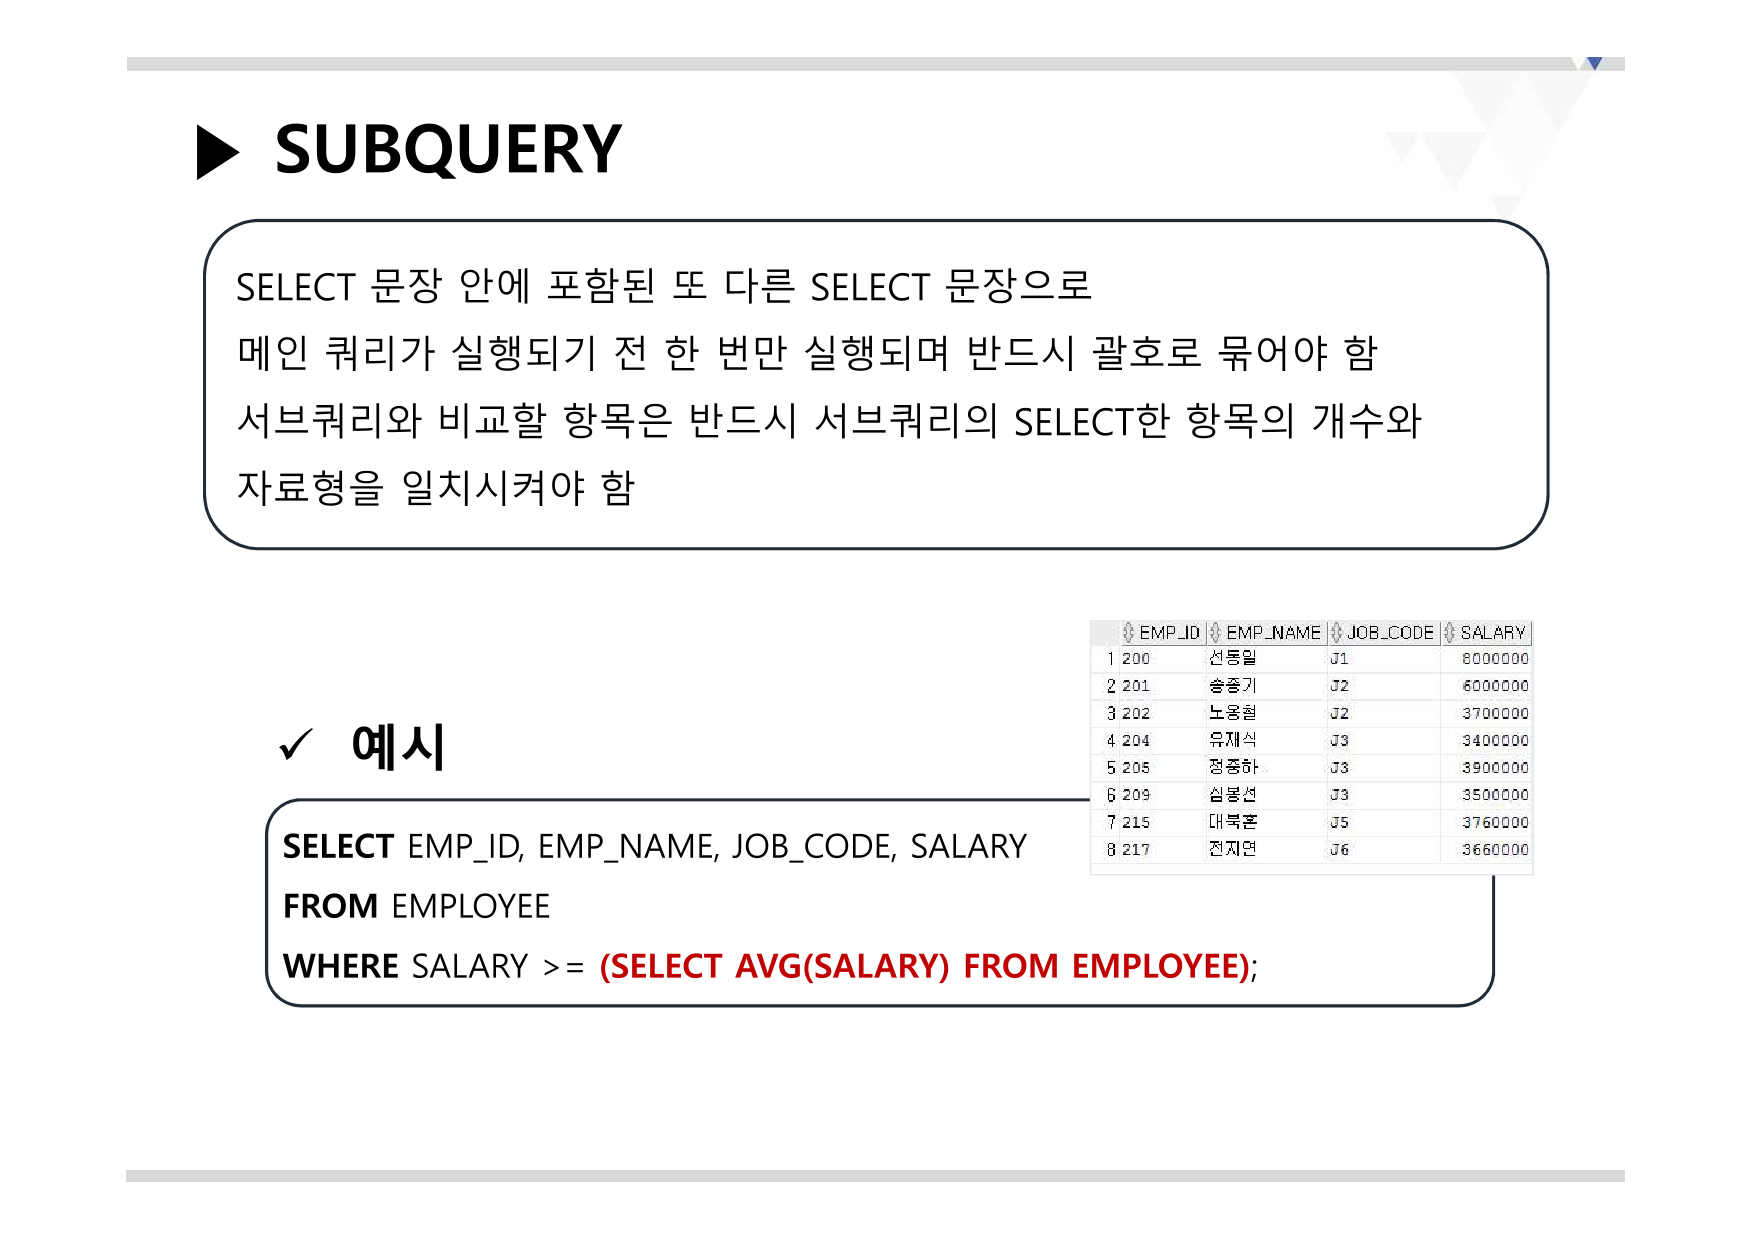 SUBQUERY
SELECT 문장 안에 포함된 또 다른 SELECT 문장으로
메인 쿼리가 실행되기 전 한 번만 실행되며 반드시 괄호로 묶어야 함
서브쿼리와 비교할 항목은 반드시 서브쿼리의 SELECT한 항목의 개수와
자료형을 일치시켜야 함
EMP_ID EMP_NAME JOB_CODE SALARY
1 200 선동일 J1 8000000
2 201 송종기 J2 6000000
3 202 노옹철 J2 3700000
4 204 유재식 J3 3400000
5 205 정중하 J3 3900000
6 209 심봉선 J3 3500000
7 215 대북혼 J5 3760000
8 217 전지연 J6 3660000
✓ 예시
SELECT EMP_ID, EMP_NAME, JOB_CODE, SALARY
FROM EMPLOYEE
WHERE SALARY >= (SELECT AVG(SALARY) FROM EMPLOYEE);